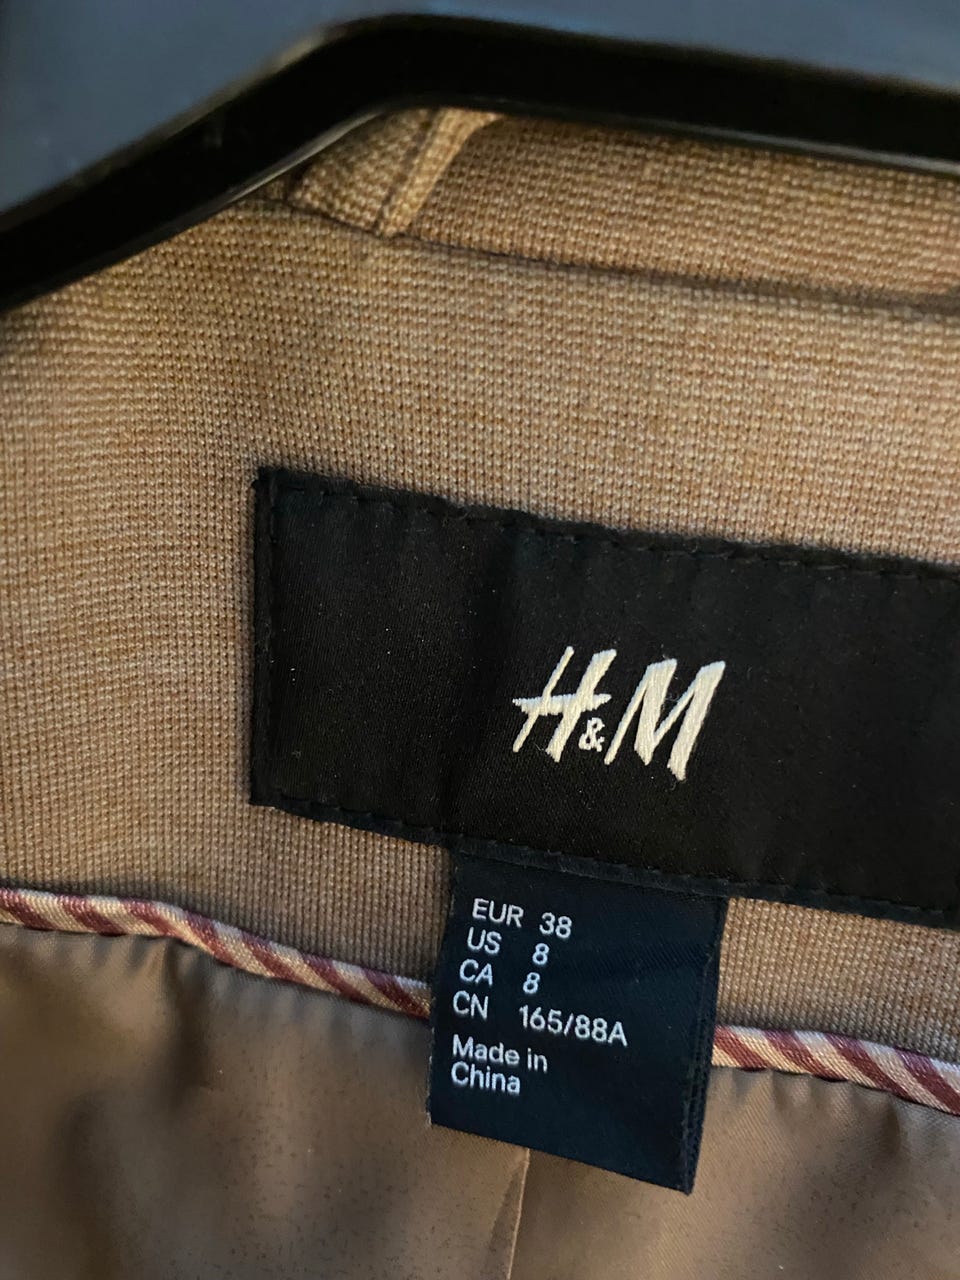 H&M
EUR 38
US 8
CA 8
CN 165/88A
Made in
China